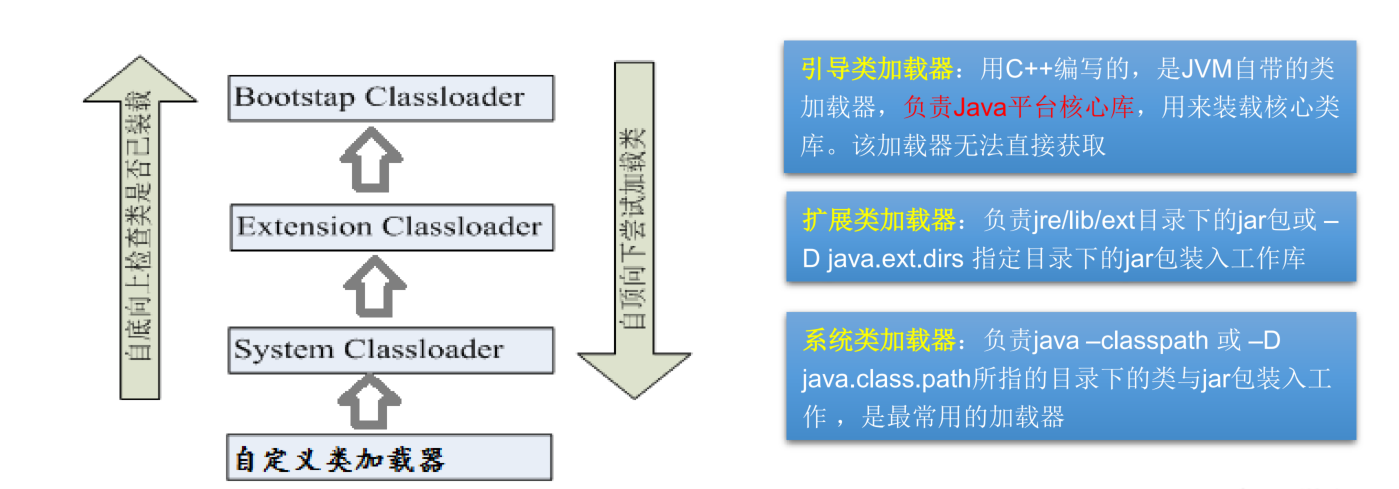 自底向上检查类是否已装载
Bootstap Classloader
Extension Classloader
System Classloader
自定义类加载器
自顶向下尝试加载类
引导类加载器：用C++编写的，是JVM自带的类
加载器，负责Java平台核心库，用来装载核心类
库。该加载器无法直接获取
扩展类加载器：负责jre/lib/ext目录下的jar包或 –
D java.ext.dirs 指定目录下的jar包装入工作库
系统类加载器：负责java –classpath 或 –D
java.class.path所指的目录下的类与jar包装入工
作 ，是最常用的加载器